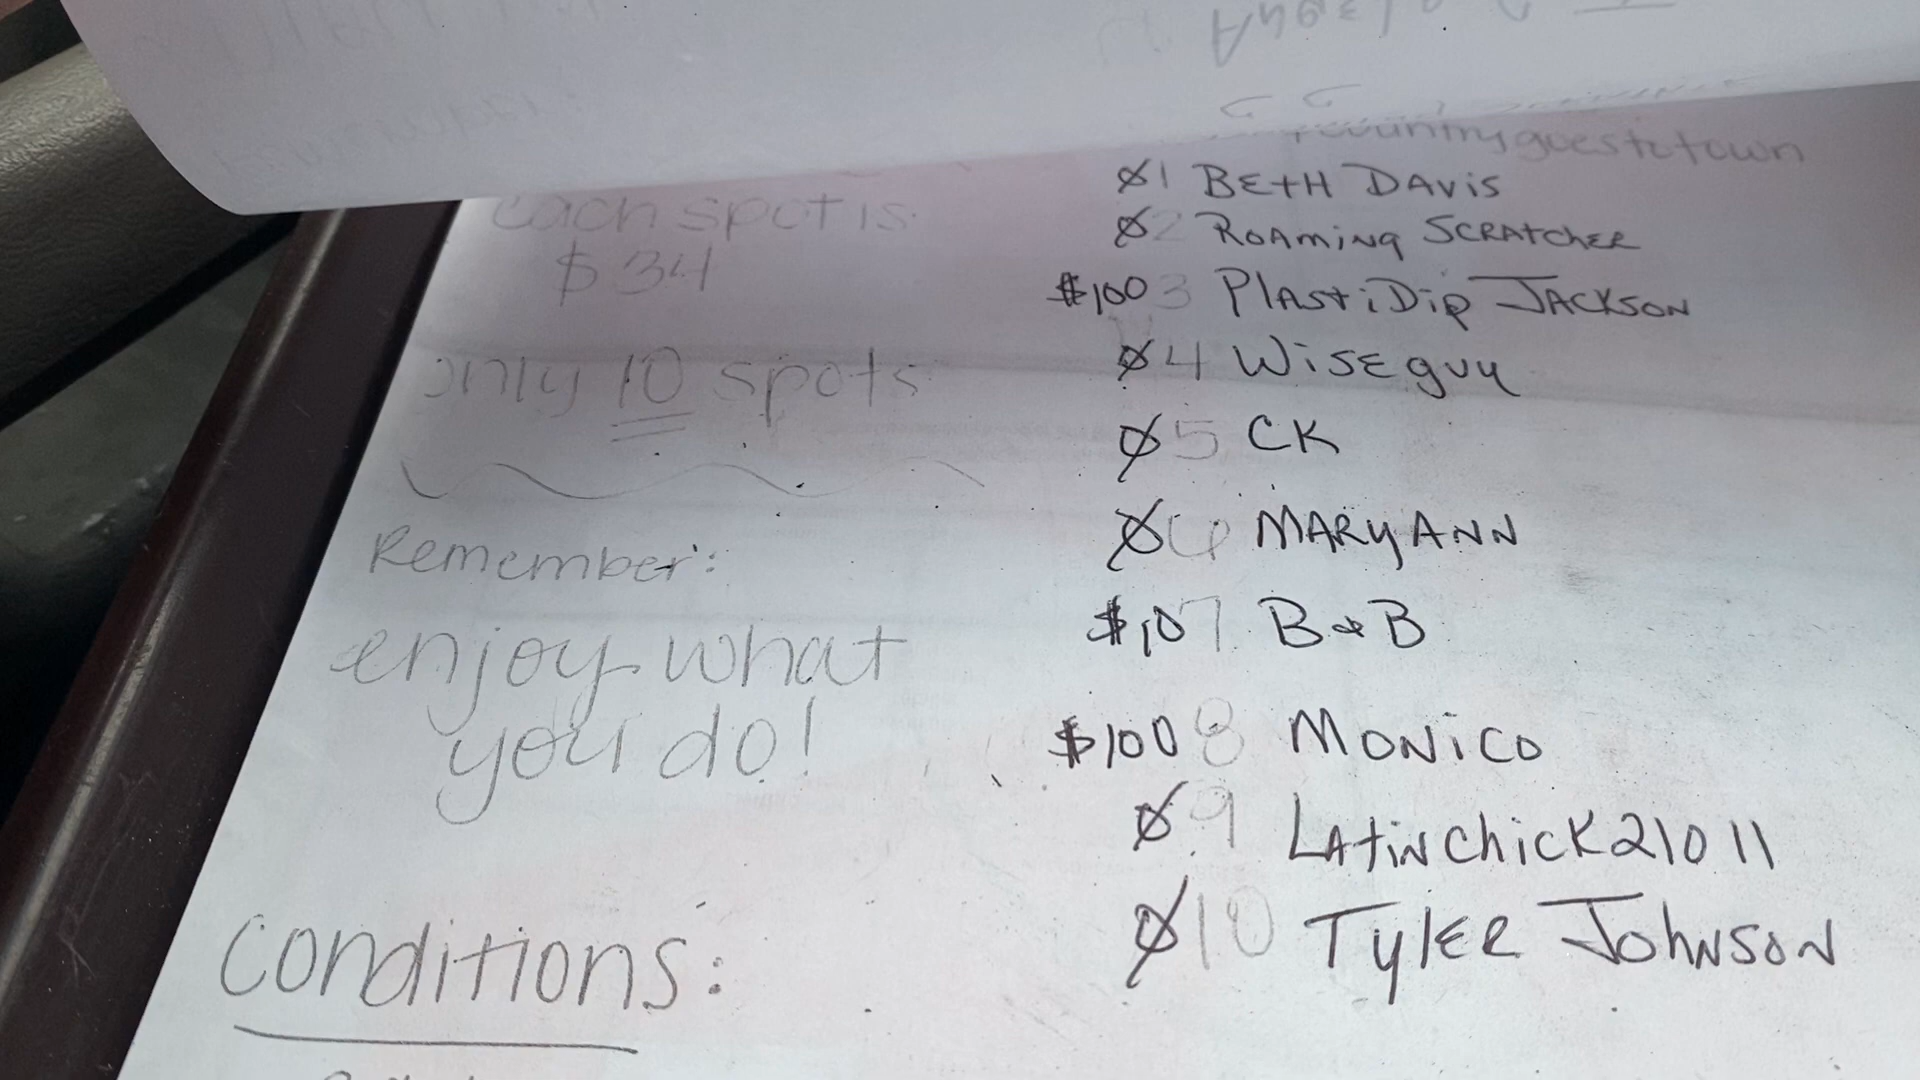 countrygoestotown
each spot is
$34
only 10 spots
Remember:
enjoy what
you do!
Conditions:
Ø1 BEtH DAvis
Ø2 ROAMiNg SCRAtCHER
$100 3 PlAStiDip JACKSON
Ø4 WiSEguy
Ø5 CK
Ø6 MARyANN
$10 7 B & B
$100 8 MONiCO
Ø9 LAtiNChiCK21011
Ø10 TylER JOhNSON